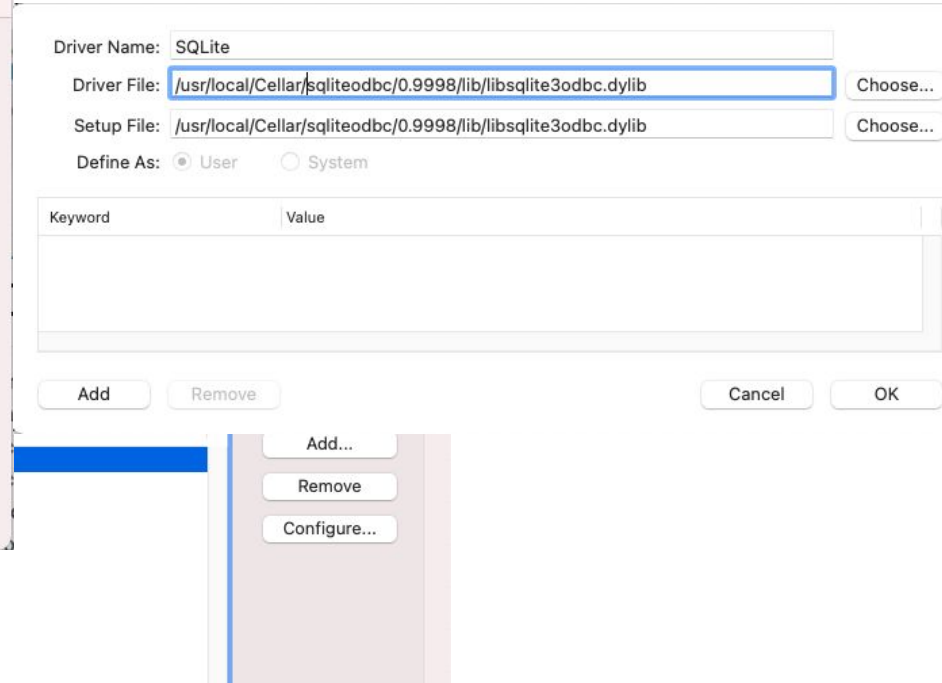 Driver Name: SQLite
Driver File: /usr/local/Cellar/sqliteodbc/0.9998/lib/libsqlite3odbc.dylib Choose...
Setup File: /usr/local/Cellar/sqliteodbc/0.9998/lib/libsqlite3odbc.dylib Choose...
Define As: User System
Keyword Value
Add Remove Cancel OK
Add...
Remove
Configure...